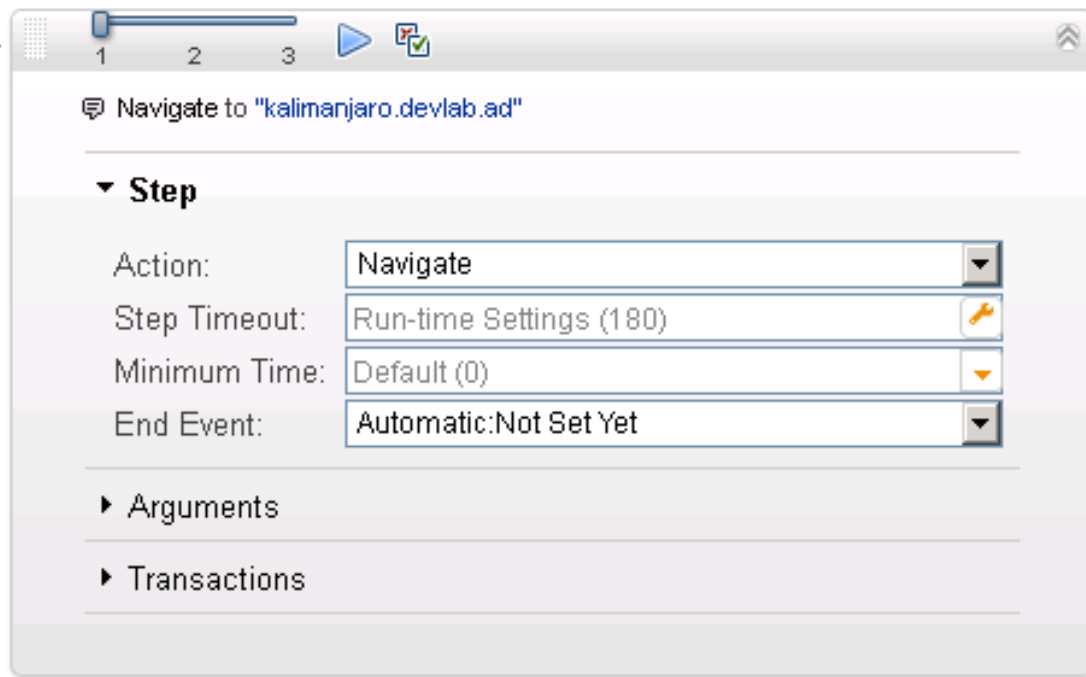 1 2 3
Navigate to "kalimanjaro.devlab.ad"
Step
Action: Navigate
Step Timeout: Run-time Settings (180)
Minimum Time: Default (0)
End Event: Automatic:Not Set Yet
Arguments
Transactions